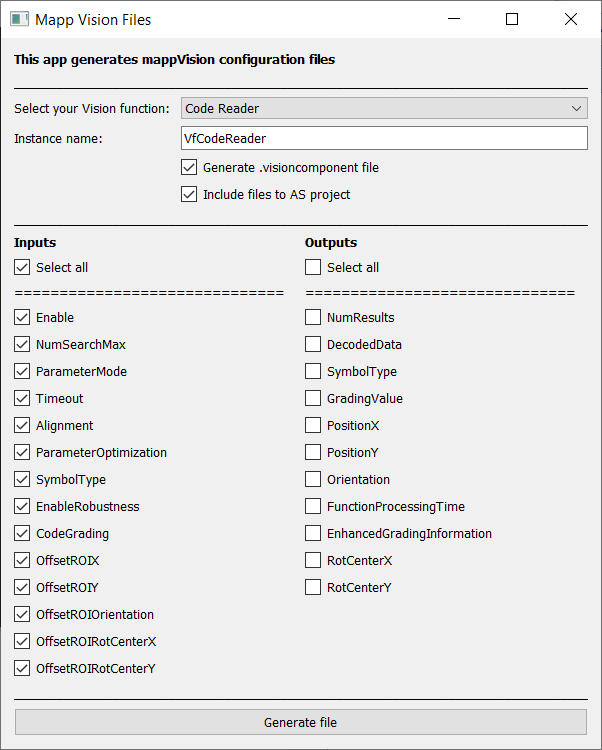 Mapp Vision Files
This app generates mappVision configuration files
Select your Vision function: Code Reader
Instance name: VfCodeReader
Generate .visioncomponent file
Include files to AS project
Inputs
Select all
==============================
Enable
NumSearchMax
ParameterMode
Timeout
Alignment
ParameterOptimization
SymbolType
EnableRobustness
CodeGrading
OffsetROIX
OffsetROIY
OffsetROIOrientation
OffsetROIRotCenterX
OffsetROIRotCenterY
Outputs
Select all
==============================
NumResults
DecodedData
SymbolType
GradingValue
PositionX
PositionY
Orientation
FunctionProcessingTime
EnhancedGradingInformation
RotCenterX
RotCenterY
Generate file